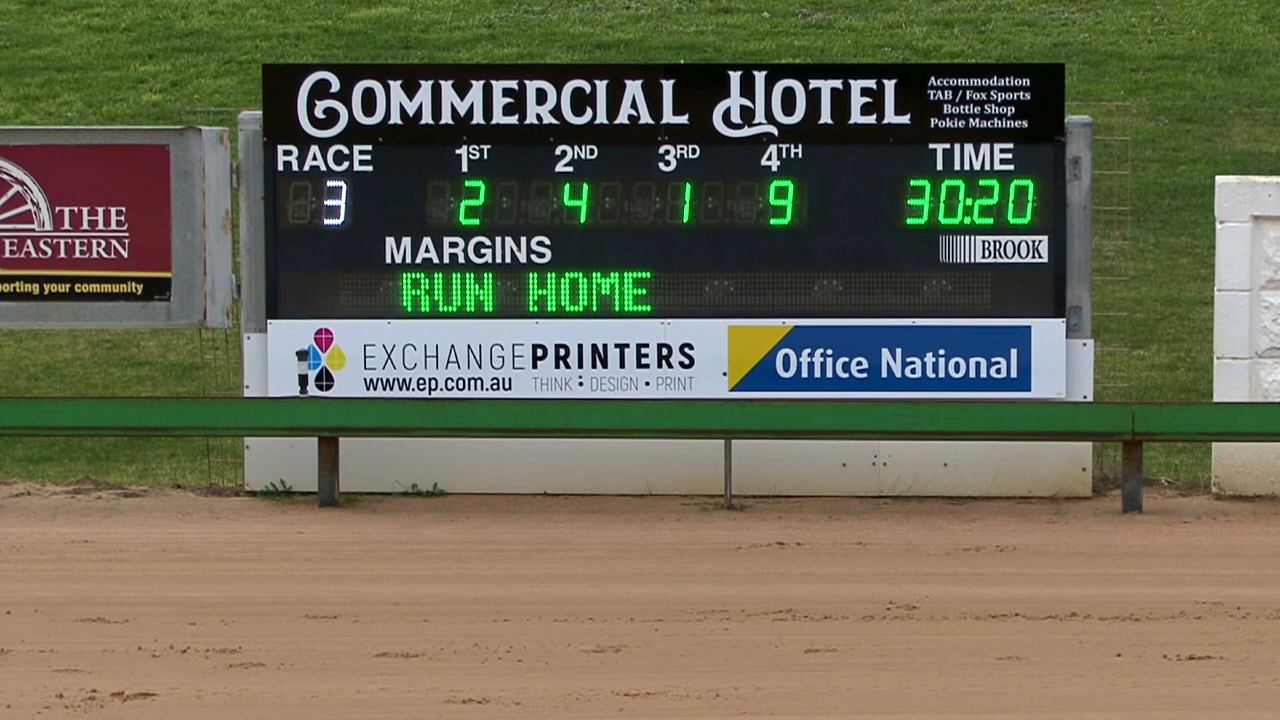 COMMERCIAL HOTEL
Accommodation
TAB / Fox Sports
Bottle Shop
Pokie Machines
RACE 1ST 2ND 3RD 4TH TIME
3 2 4 1 9 30:20
MARGINS
BROOK
RUN HOME
THE
EASTERN
orting your community
EXCHANGEPRINTERS
www.ep.com.au THINK : DESIGN • PRINT
Office National